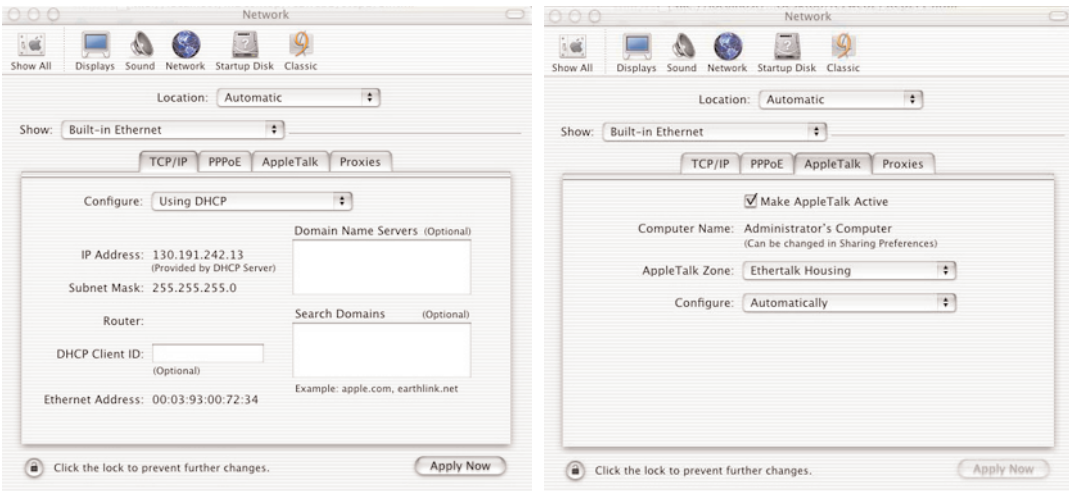 Network
Show All Displays Sound Network Startup Disk Classic
Location: Automatic
Show: Built-in Ethernet
TCP/IP PPPoE AppleTalk Proxies
Configure: Using DHCP
Domain Name Servers (Optional)
IP Address: 130.191.242.13
(Provided by DHCP Server)
Subnet Mask: 255.255.255.0
Search Domains (Optional)
Router:
DHCP Client ID:
(Optional)
Example: apple.com, earthlink.net
Ethernet Address: 00:03:93:00:72:34
Click the lock to prevent further changes. Apply Now
Network
Show All Displays Sound Network Startup Disk Classic
Location: Automatic
Show: Built-in Ethernet
TCP/IP PPPoE AppleTalk Proxies
Make AppleTalk Active
Computer Name: Administrator's Computer
(Can be changed in Sharing Preferences)
AppleTalk Zone: Ethertalk Housing
Configure: Automatically
Click the lock to prevent further changes. Apply Now